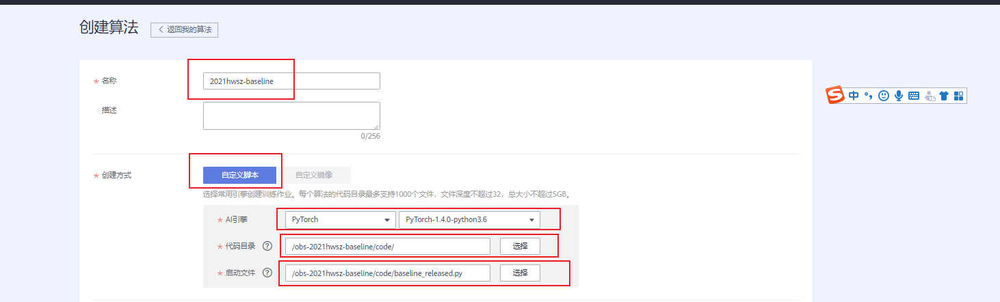 创建算法 < 返回我的算法
* 名称 2021hwsz-baseline
描述
0/256
* 创建方式 自定义脚本 自定义镜像
选择常用引擎创建训练作业。每个算法的代码目录最多支持1000个文件，文件深度不超过32，总大小不超过5GB。
* AI引擎 PyTorch PyTorch-1.4.0-python3.6
* 代码目录 ? /obs-2021hwsz-baseline/code/ 选择
* 启动文件 ? /obs-2021hwsz-baseline/code/baseline_released.py 选择
S 中